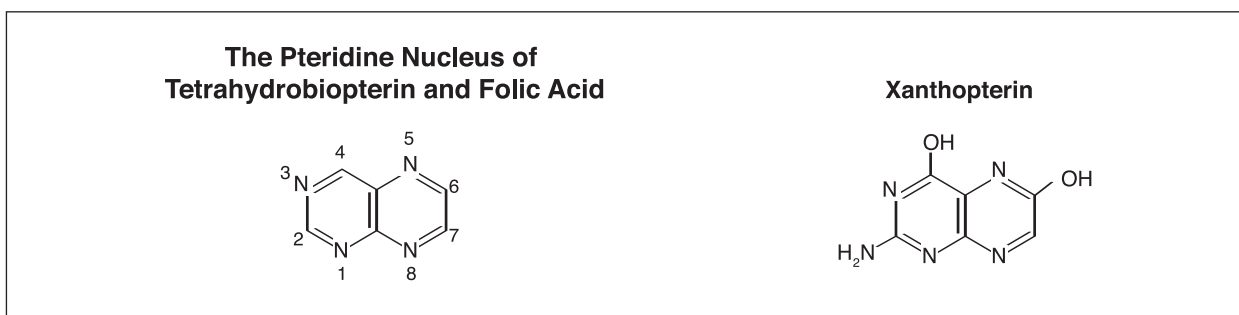 The Pteridine Nucleus of
Tetrahydrobiopterin and Folic Acid
5
4
3
N
N
6
2
N
N
7
1
8
Xanthopterin
OH
N
N
OH
H2N
N
N